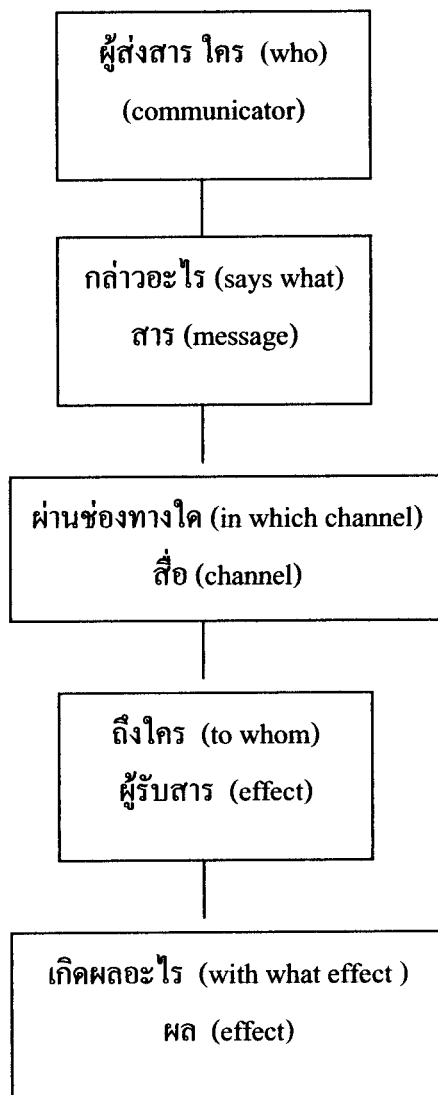 ผู้ส่งสาร ใคร (who)
(communicator)
กล่าวอะไร (says what)
สาร (message)
ผ่านช่องทางใด (in which channel)
สื่อ (channel)
ถึงใคร (to whom)
ผู้รับสาร (effect)
เกิดผลอะไร (with what effect )
ผล (effect)